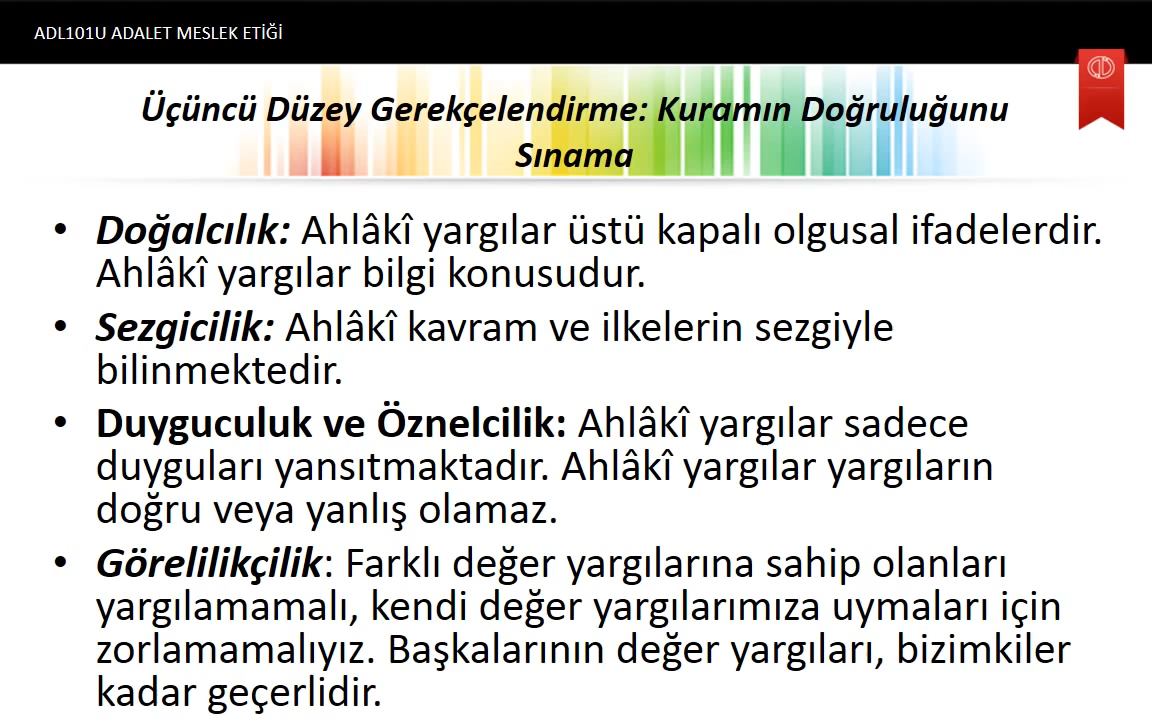 ADL101U ADALET MESLEK ETİĞİ
Üçüncü Düzey Gerekçelendirme: Kuramın Doğruluğunu
Sınama
• Doğalcılık: Ahlâkî yargılar üstü kapalı olgusal ifadelerdir.
Ahlâkî yargılar bilgi konusudur.
• Sezgicilik: Ahlâkî kavram ve ilkelerin sezgiyle
bilinmektedir.
• Duyguculuk ve Öznelcilik: Ahlâkî yargılar sadece
duyguları yansıtmaktadır. Ahlâkî yargılar yargıların
doğru veya yanlış olamaz.
• Görelilikçilik: Farklı değer yargılarına sahip olanları
yargılamamalı, kendi değer yargılarımıza uymaları için
zorlamamalıyız. Başkalarının değer yargıları, bizimkiler
kadar geçerlidir.